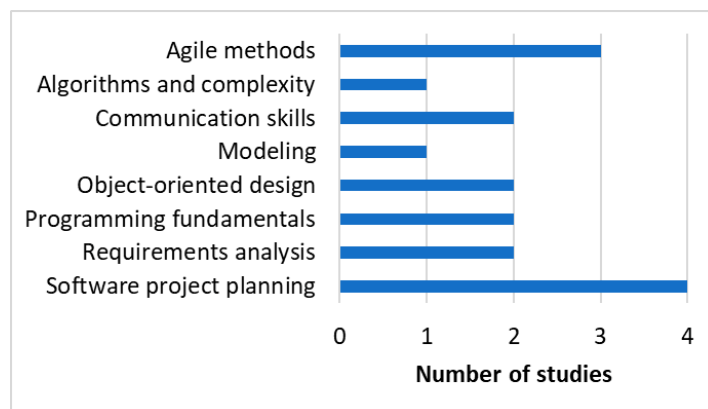 Agile methods
Algorithms and complexity
Communication skills
Modeling
Object-oriented design
Programming fundamentals
Requirements analysis
Software project planning
0 1 2 3 4
Number of studies